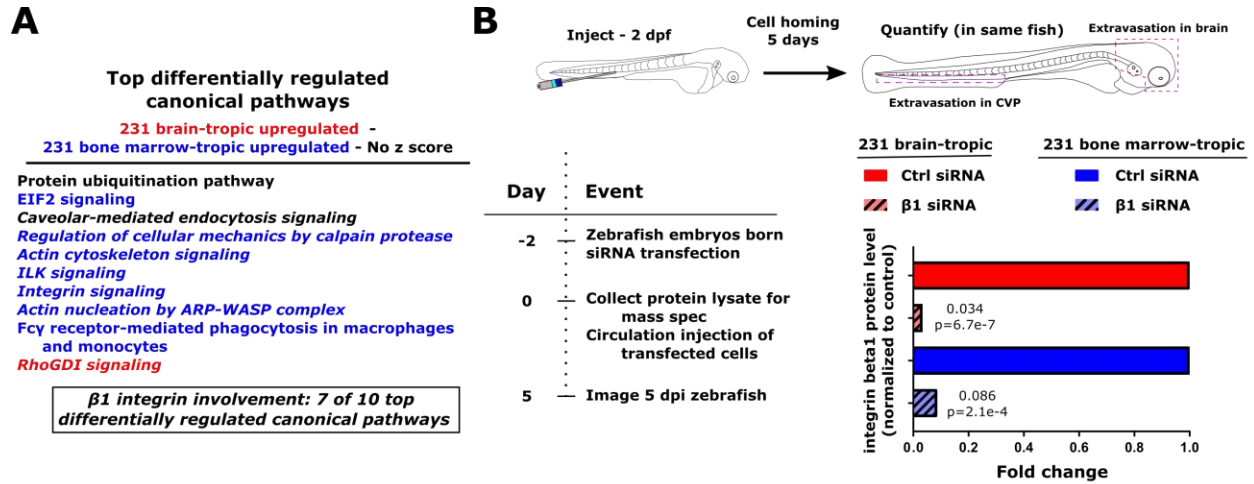 A
Top differentially regulated
canonical pathways
231 brain-tropic upregulated -
231 bone marrow-tropic upregulated - No z score
Protein ubiquitination pathway
EIF2 signaling
Caveolar-mediated endocytosis signaling
Regulation of cellular mechanics by calpain protease
Actin cytoskeleton signaling
ILK signaling
Integrin signaling
Actin nucleation by ARP-WASP complex
Fcγ receptor-mediated phagocytosis in macrophages
and monocytes
RhoGDI signaling
β1 integrin involvement: 7 of 10 top
differentially regulated canonical pathways
B
Inject - 2 dpf
Cell homing
5 days
Quantify (in same fish)
Extravasation in brain
Extravasation in CVP
Day Event
-2 Zebrafish embryos born
siRNA transfection
0 Collect protein lysate for
mass spec
Circulation injection of
transfected cells
5 Image 5 dpi zebrafish
231 brain-tropic
Ctrl siRNA
β1 siRNA
231 bone marrow-tropic
Ctrl siRNA
β1 siRNA
integrin beta1 protein level
(normalized to control)
0.034
p=6.7e-7
0.086
p=2.1e-4
0.0 0.2 0.4 0.6 0.8 1.0
Fold change